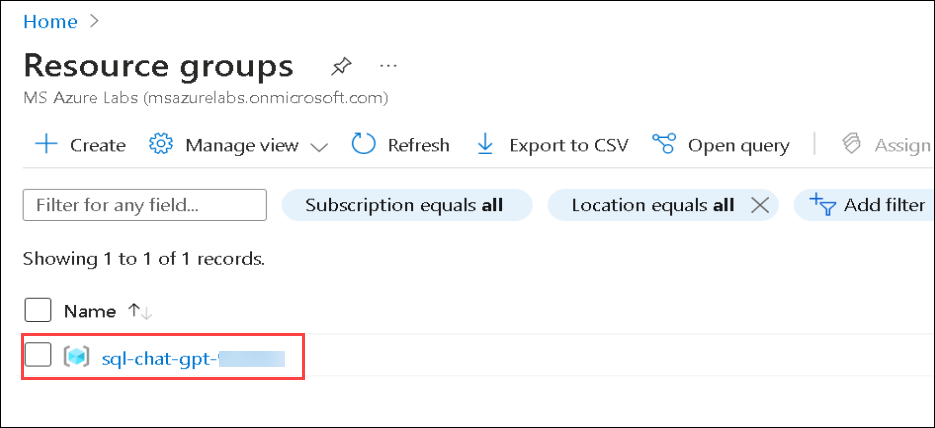 Home
Resource groups
MS Azure Labs (msazurelabs.onmicrosoft.com)
Create Manage view Refresh Export to CSV Open query Assign
Filter for any field... Subscription equals all Location equals all Add filter
Showing 1 to 1 of 1 records.
Name
sql-chat-gpt-